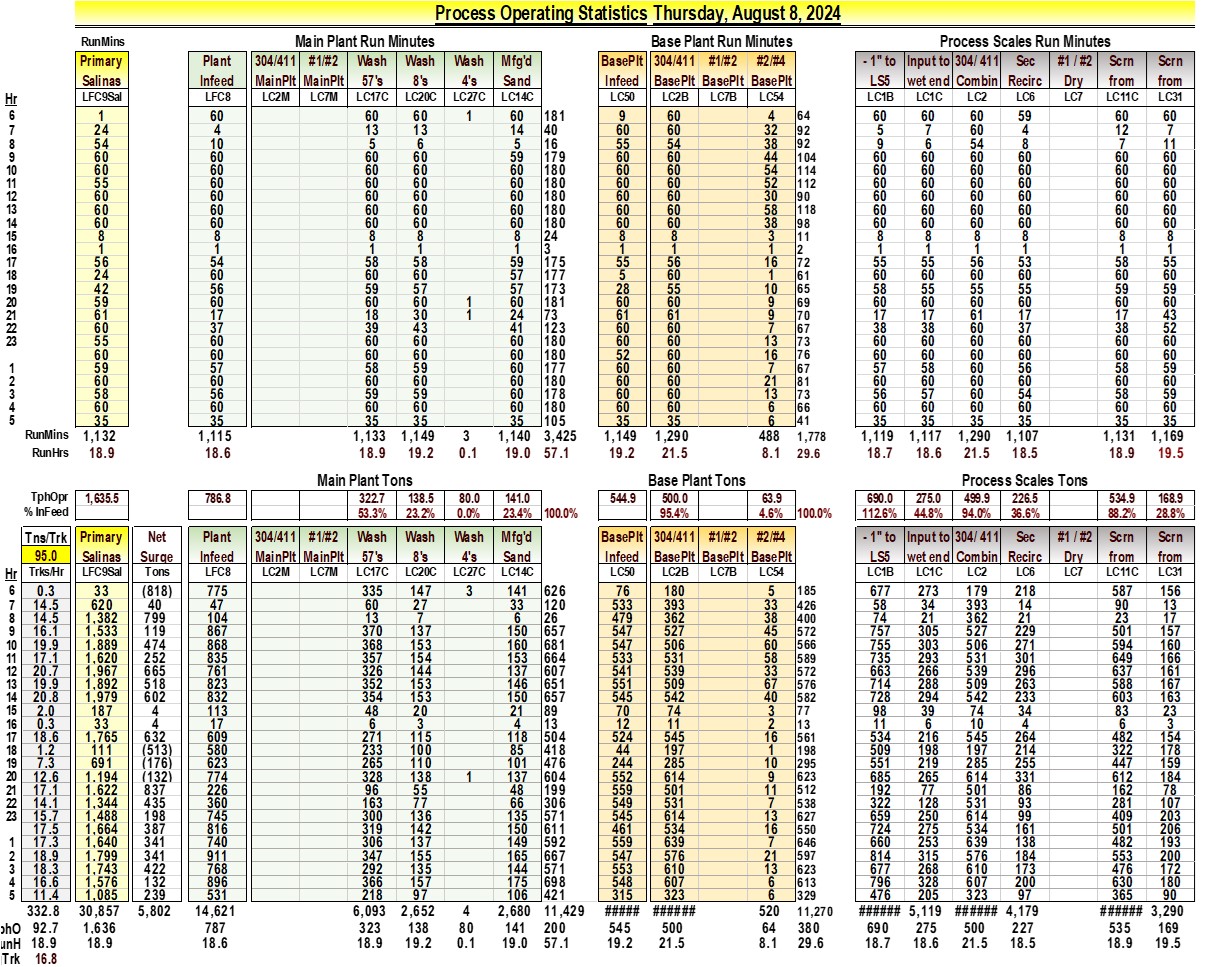 Process Operating Statistics Thursday, August 8, 2024
RunMins Main Plant Run Minutes Base Plant Run Minutes Process Scales Run Minutes
Primary Plant 304/411 #1/#2 Wash Wash Wash Mfg'd BasePlt 304/411 #1/#2 #2/#4 - 1" to Input to 304/ 411 Sec #1 / #2 Scrn Scrn
Salinas Infeed MainPlt MainPlt 57's 8's 4's Sand Infeed BasePlt BasePlt BasePlt LS5 wet end Combin Recirc Dry from from
Hr LFC9Sal LFC8 LC2M LC7M LC17C LC20C LC27C LC14C LC50 LC2B LC7B LC54 LC1B LC1C LC2 LC6 LC7 LC11C LC31
6 1 60 60 60 1 60 181 9 60 4 64 60 60 60 59 60 60
7 24 4 13 13 14 40 60 60 32 92 5 7 60 4 12 7
8 54 10 5 6 5 16 55 54 38 92 9 6 54 8 7 11
9 60 60 60 60 59 179 60 60 44 104 60 60 60 60 60 60
10 60 60 60 60 60 180 60 60 54 114 60 60 60 60 60 60
11 55 60 60 60 60 180 60 60 52 112 60 60 60 60 60 60
12 60 60 60 60 60 180 60 60 30 90 60 60 60 60 60 60
13 60 60 60 60 60 180 60 60 58 118 60 60 60 60 60 60
14 60 60 60 60 60 180 60 60 38 98 60 60 60 60 60 60
15 8 8 8 8 8 24 8 8 3 11 8 8 8 8 8 8
16 1 1 1 1 1 3 1 1 1 2 1 1 1 1 1 1
17 56 54 58 58 59 175 55 56 16 72 55 55 56 53 58 55
18 24 60 60 60 57 177 5 60 1 61 60 60 60 60 60 60
19 42 56 59 57 57 173 28 55 10 65 58 55 55 55 59 59
20 59 60 60 60 1 60 181 60 60 9 69 60 60 60 60 60 60
21 61 17 18 30 1 24 73 61 61 9 70 17 17 61 17 17 43
22 60 37 39 43 41 123 60 60 7 67 38 38 60 37 38 52
23 55 60 60 60 60 180 60 60 13 73 60 60 60 60 60 60
60 60 60 60 60 180 52 60 16 76 60 60 60 60 60 60
1 59 57 58 59 60 177 60 60 7 67 57 58 60 56 58 59
2 60 60 60 60 60 180 60 60 21 81 60 60 60 60 60 60
3 58 56 59 59 60 178 60 60 13 73 56 57 60 54 58 59
4 60 60 60 60 60 180 60 60 6 66 60 60 60 60 60 60
5 35 35 35 35 35 105 35 35 6 41 35 35 35 35 35 35
RunMins 1,132 1,115 1,133 1,149 3 1,140 3,425 1,149 1,290 488 1,778 1,119 1,117 1,290 1,107 1,131 1,169
RunHrs 18.9 18.6 18.9 19.2 0.1 19.0 57.1 19.2 21.5 8.1 29.6 18.7 18.6 21.5 18.5 18.9 19.5
Main Plant Tons Base Plant Tons Process Scales Tons
TphOpr 1,635.5 786.8 322.7 138.5 80.0 141.0 544.9 500.0 63.9 690.0 275.0 499.9 226.5 534.9 168.9
% InFeed 53.3% 23.2% 0.0% 23.4% 100.0% 95.4% 4.6% 100.0% 112.6% 44.8% 94.0% 36.6% 88.2% 28.8%
Tns/Trk Primary Net Plant 304/411 #1/#2 Wash Wash Wash Mfg'd BasePlt 304/411 #1/#2 #2/#4 - 1" to Input to 304/ 411 Sec #1 / #2 Scrn Scrn
95.0 Salinas Surge Infeed MainPlt MainPlt 57's 8's 4's Sand Infeed BasePlt BasePlt BasePlt LS5 wet end Combin Recirc Dry from from
Hr Trks/Hr LFC9Sal Tons LFC8 LC2M LC7M LC17C LC20C LC27C LC14C LC50 LC2B LC7B LC54 LC1B LC1C LC2 LC6 LC7 LC11C LC31
6 0.3 33 (818) 775 335 147 3 141 626 76 180 5 185 677 273 179 218 587 156
7 14.5 620 40 47 60 27 33 120 533 393 33 426 58 34 393 14 90 13
8 14.5 1,382 799 104 13 7 6 26 479 362 38 400 74 21 362 21 23 17
9 16.1 1,533 119 867 370 137 150 657 547 527 45 572 757 305 527 229 501 157
10 19.9 1,889 474 868 368 153 160 681 547 506 60 566 755 303 506 271 594 160
11 17.1 1,620 252 835 357 154 153 664 533 531 58 589 735 293 531 301 649 166
12 20.7 1,967 665 761 326 144 137 607 541 539 33 572 663 266 539 296 637 161
13 19.9 1,892 518 823 352 153 146 651 551 509 67 576 714 288 509 263 588 167
14 20.8 1,979 602 832 354 153 150 657 545 542 40 582 728 294 542 233 603 163
15 2.0 187 4 113 48 20 21 89 70 74 3 77 98 39 74 34 83 23
16 0.3 33 4 17 6 3 4 13 12 11 2 13 11 6 10 4 6 3
17 18.6 1,765 632 609 271 115 118 504 524 545 16 561 534 216 545 264 482 154
18 1.2 111 (513) 580 233 100 85 418 44 197 1 198 509 198 197 214 322 178
19 7.3 691 (176) 623 265 110 101 476 244 285 10 295 551 219 285 255 447 159
20 12.6 1,194 (132) 774 328 138 1 137 604 552 614 9 623 685 265 614 331 612 184
21 17.1 1,622 837 226 96 55 48 199 559 501 11 512 192 77 501 86 162 78
22 14.1 1,344 435 360 163 77 66 306 549 531 7 538 322 128 531 93 281 107
23 15.7 1,488 198 745 300 136 135 571 545 614 13 627 659 250 614 99 409 203
17.5 1,664 387 816 319 142 150 611 461 534 16 550 724 275 534 161 501 206
1 17.3 1,640 341 740 306 137 149 592 559 639 7 646 660 253 639 138 482 193
2 18.9 1,799 341 911 347 155 165 667 547 576 21 597 814 315 576 184 553 200
3 18.3 1,743 422 768 292 135 144 571 553 610 13 623 677 268 610 173 476 172
4 16.6 1,576 132 896 366 157 175 698 548 607 6 613 796 328 607 200 630 180
5 11.4 1,085 239 531 218 97 106 421 315 323 6 329 476 205 323 97 365 90
332.8 30,857 5,802 14,621 6,093 2,652 4 2,680 11,429 ##### ###### 520 11,270 ###### 5,119 ###### 4,179 ###### 3,290
phO 92.7 1,636 787 323 138 80 141 200 545 500 64 380 690 275 500 227 535 169
unH 18.9 18.9 18.6 18.9 19.2 0.1 19.0 57.1 19.2 21.5 8.1 29.6 18.7 18.6 21.5 18.5 18.9 19.5
Trk 16.8